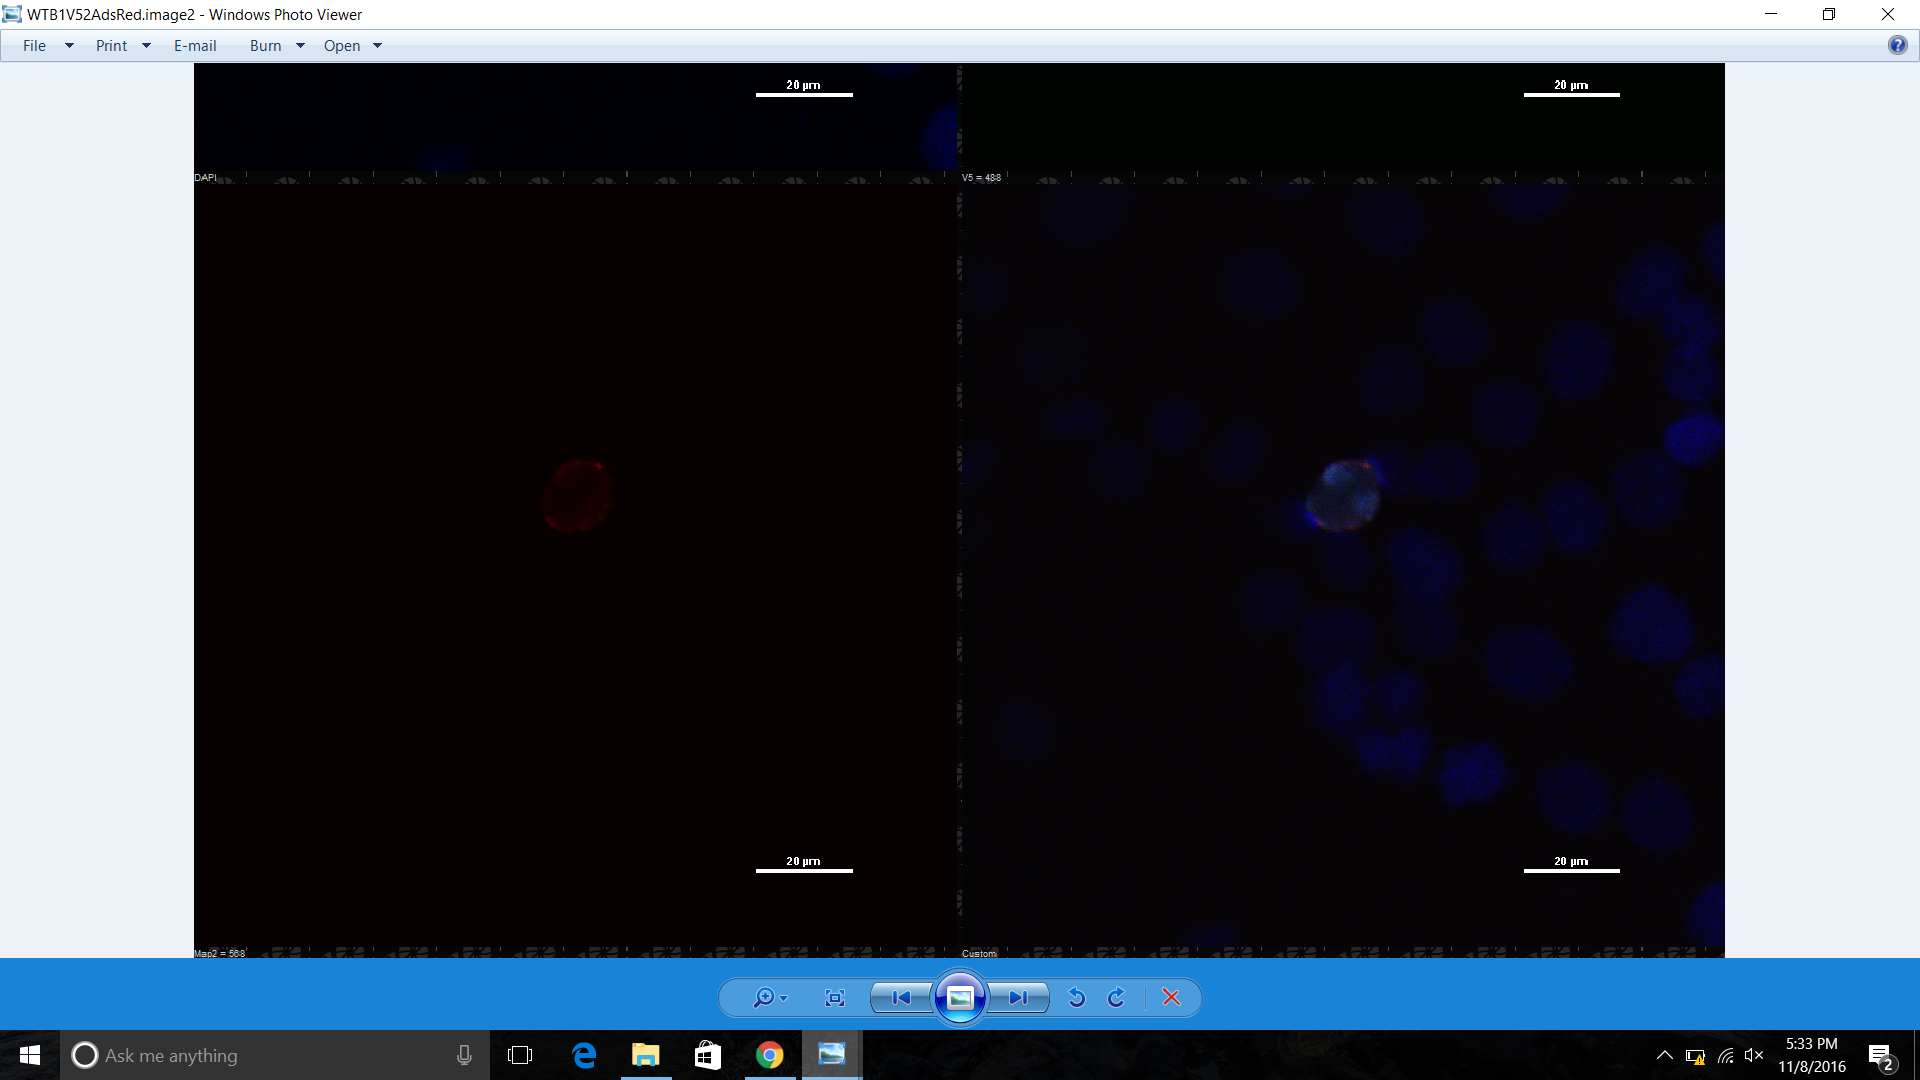 WTB1V52AdsRed.image2 - Windows Photo Viewer
File Print E-mail Burn Open
20 µm 20 µm
DAPI V5 = 488
20 µm 20 µm
Map2 = 568 Custom
Ask me anything
5:33 PM
11/8/2016
2